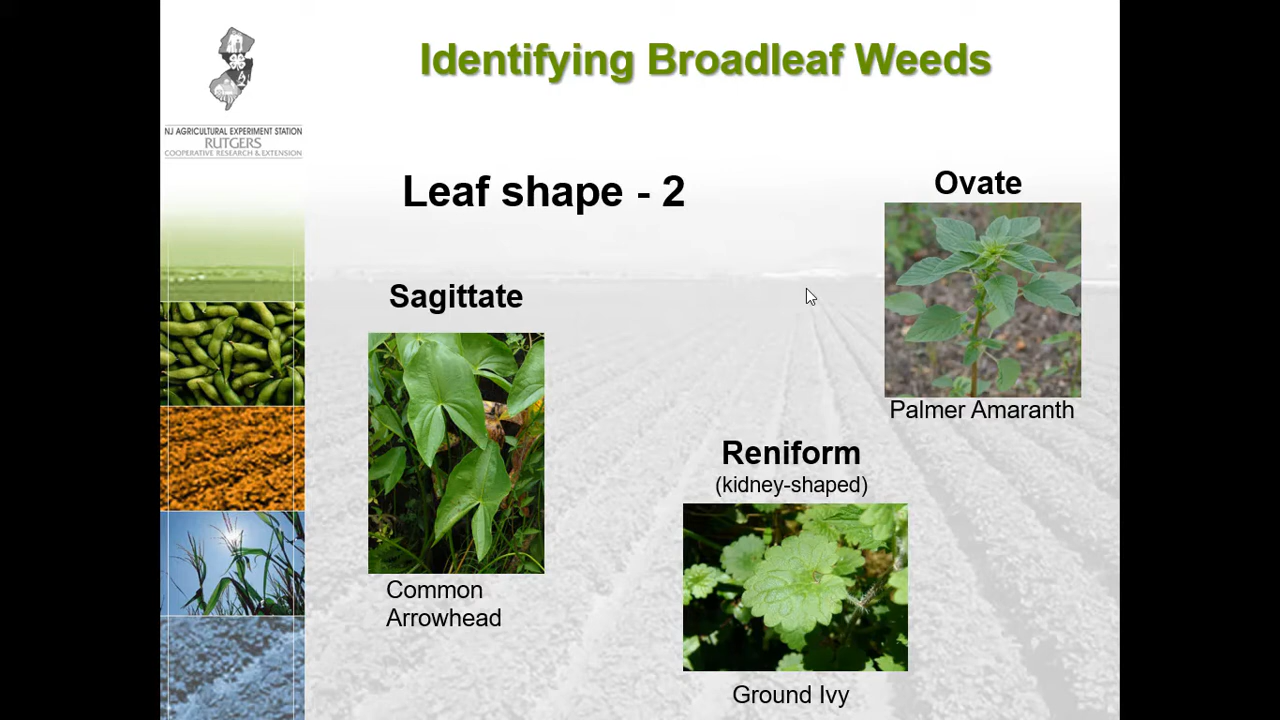 Identifying Broadleaf Weeds
NJ AGRICULTURAL EXPERIMENT STATION
RUTGERS
COOPERATIVE RESEARCH & EXTENSION
Leaf shape - 2
Ovate
Palmer Amaranth
Sagittate
Common
Arrowhead
Reniform
(kidney-shaped)
Ground Ivy